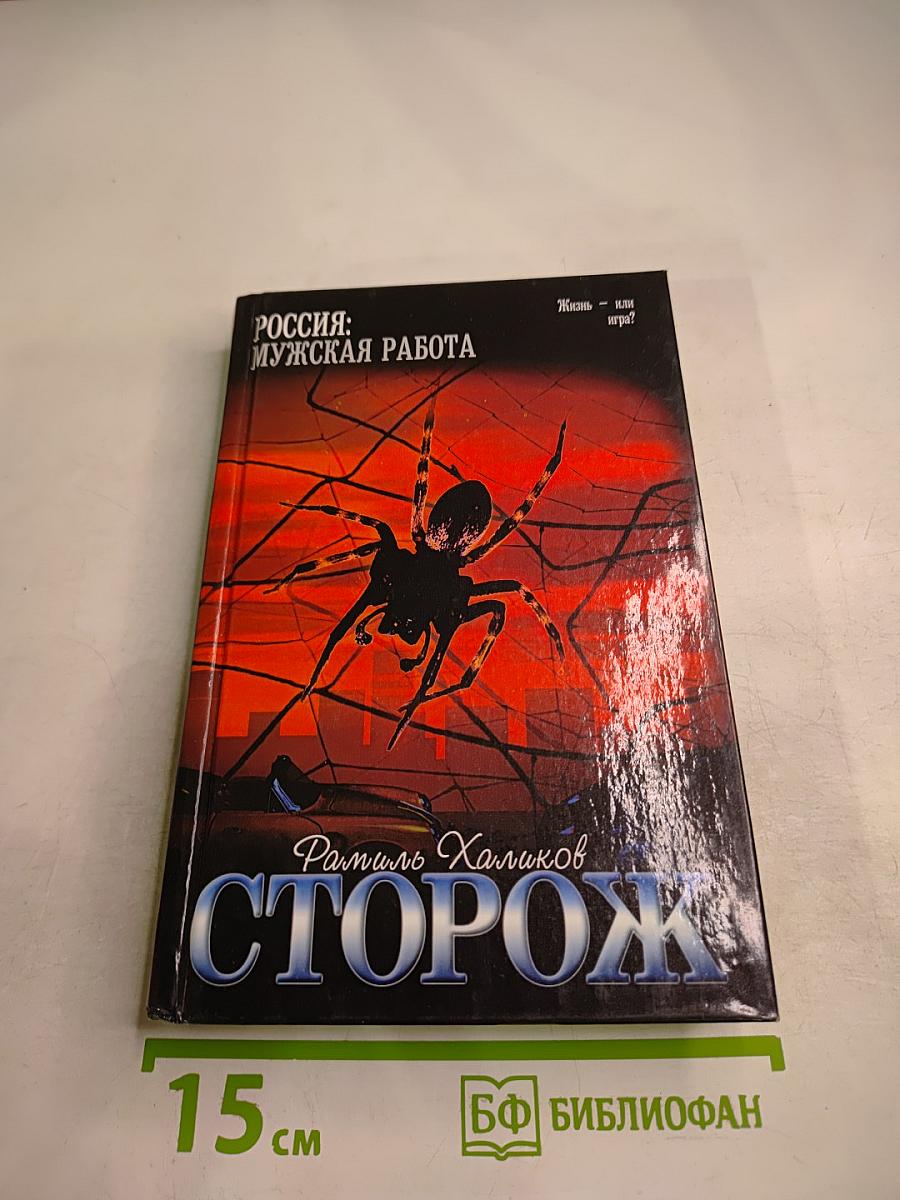 РОССИЯ:
МУЖСКАЯ РАБОТА
Жизнь – или
игра?
Рамиль Халиков
СТОРОЖ
15 см
БФ БИБЛИОФАН